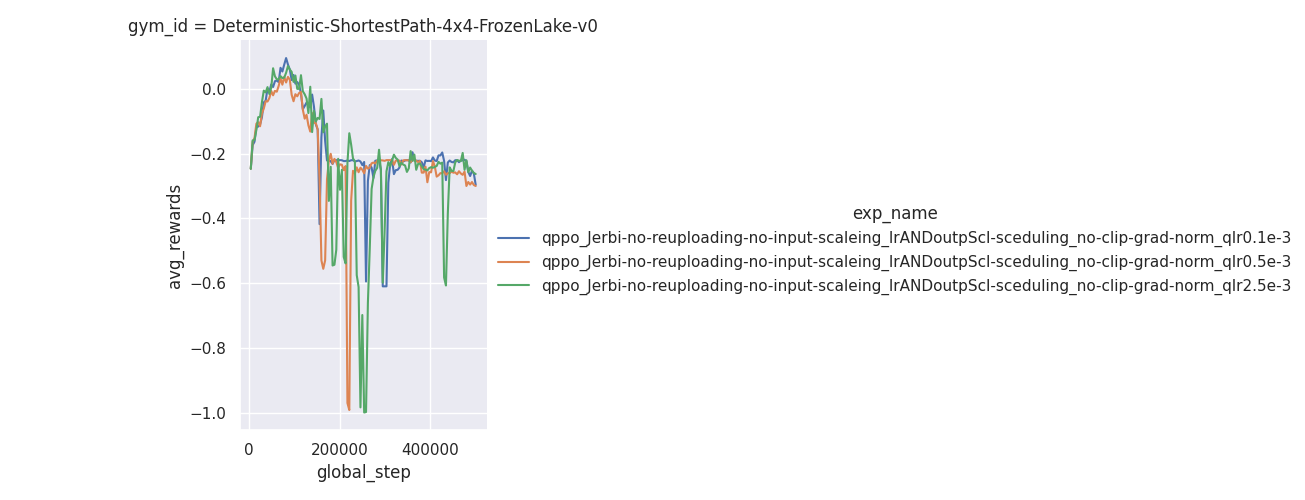 gym_id = Deterministic-ShortestPath-4x4-FrozenLake-v0
0.0
−0.2
−0.4
−0.6
−0.8
−1.0
avg_rewards
0
200000
400000
global_step
exp_name
qppo_Jerbi-no-reuploading-no-input-scaleing_lrANDoutpScl-sceduling_no-clip-grad-norm_qlr0.1e-3
qppo_Jerbi-no-reuploading-no-input-scaleing_lrANDoutpScl-sceduling_no-clip-grad-norm_qlr0.5e-3
qppo_Jerbi-no-reuploading-no-input-scaleing_lrANDoutpScl-sceduling_no-clip-grad-norm_qlr2.5e-3